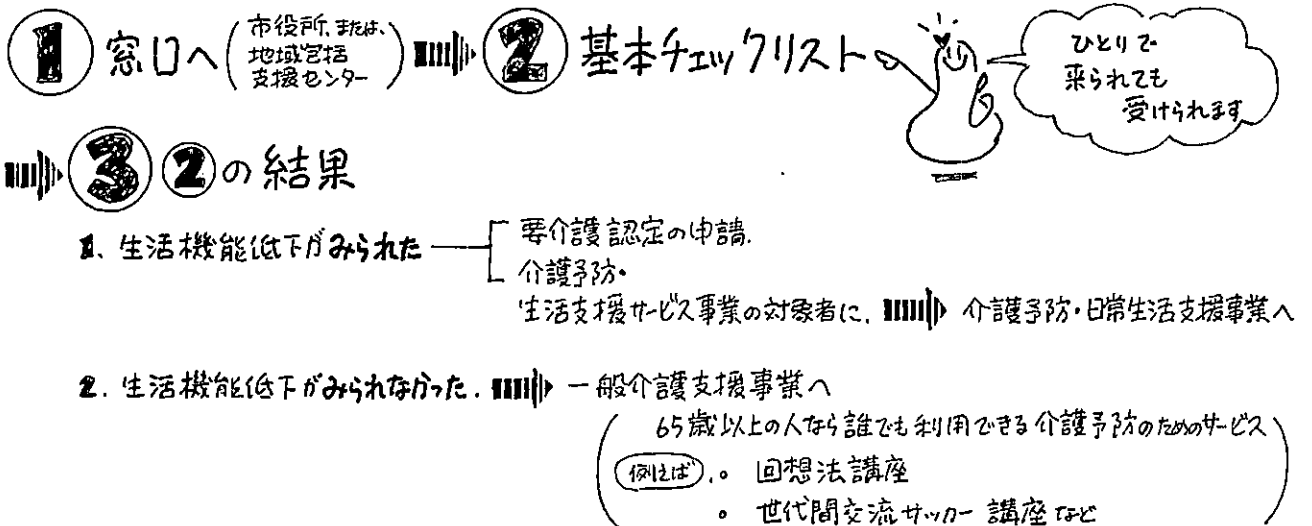 1 窓口へ(市役所、または、
地域包括
支援センター) 2 基本チェックリスト
ひとりで
来られても
受けられます
3 2の結果
1、生活機能低下がみられた
要介護認定の申請.
介護予防・
生活支援サービス事業の対象者に. 介護予防・日常生活支援事業へ
2. 生活機能低下がみられなかった. 一般介護支援事業へ
(65歳以上の人なら誰でも利用できる介護予防のためのサービス
例えば.。回想法講座
。世代間交流サッカー講座など)